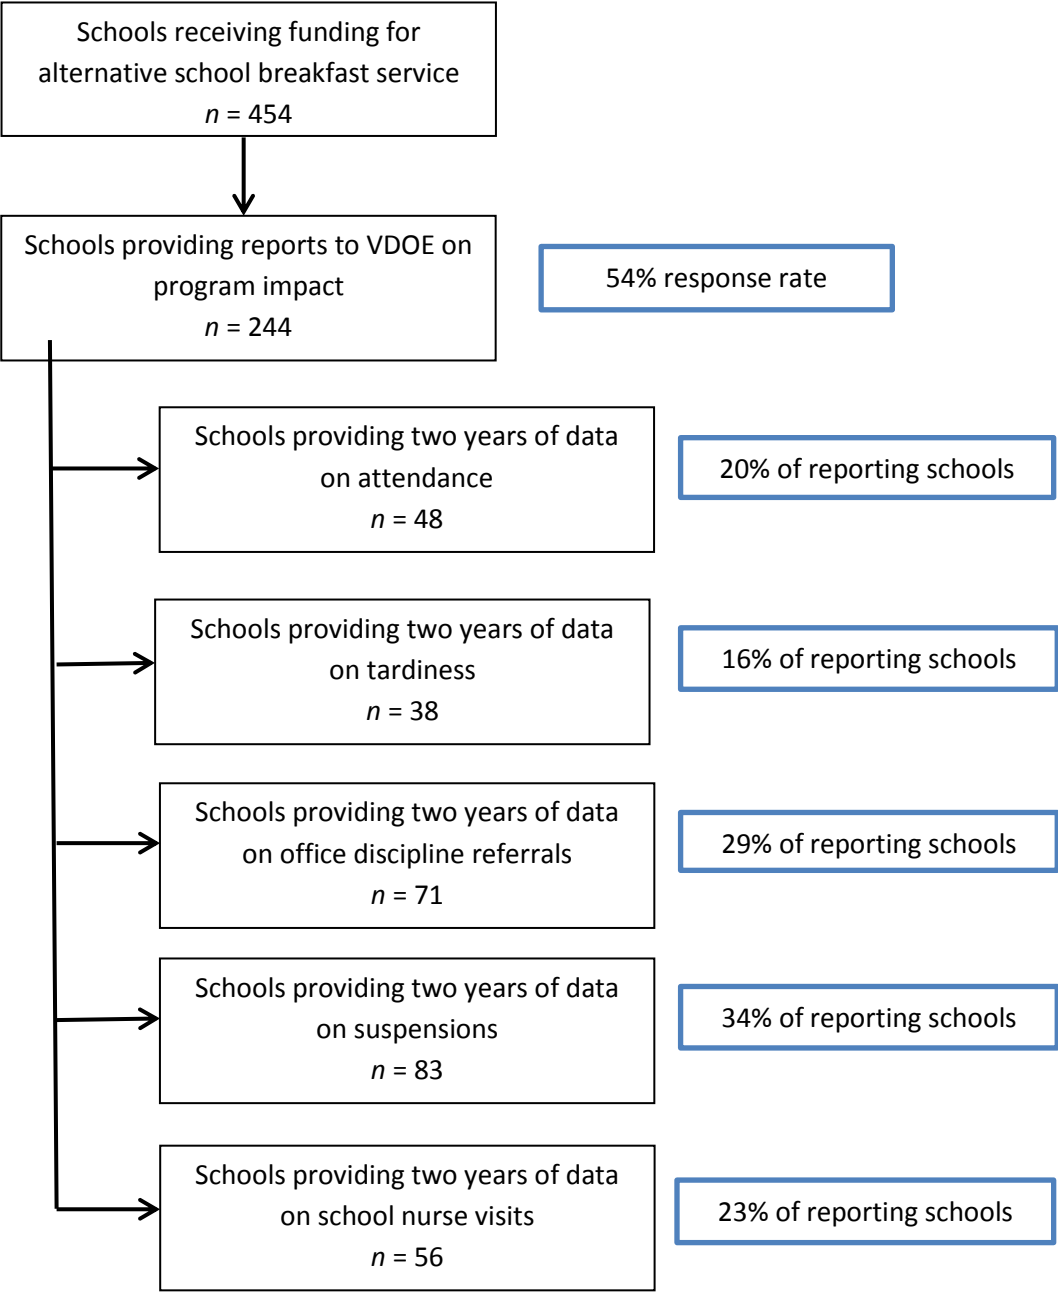 Schools receiving funding for
alternative school breakfast service
n = 454
Schools providing reports to VDOE on
program impact
n = 244
54% response rate
Schools providing two years of data
on attendance
n = 48
20% of reporting schools
Schools providing two years of data
on tardiness
n = 38
16% of reporting schools
Schools providing two years of data
on office discipline referrals
n = 71
29% of reporting schools
Schools providing two years of data
on suspensions
n = 83
34% of reporting schools
Schools providing two years of data
on school nurse visits
n = 56
23% of reporting schools